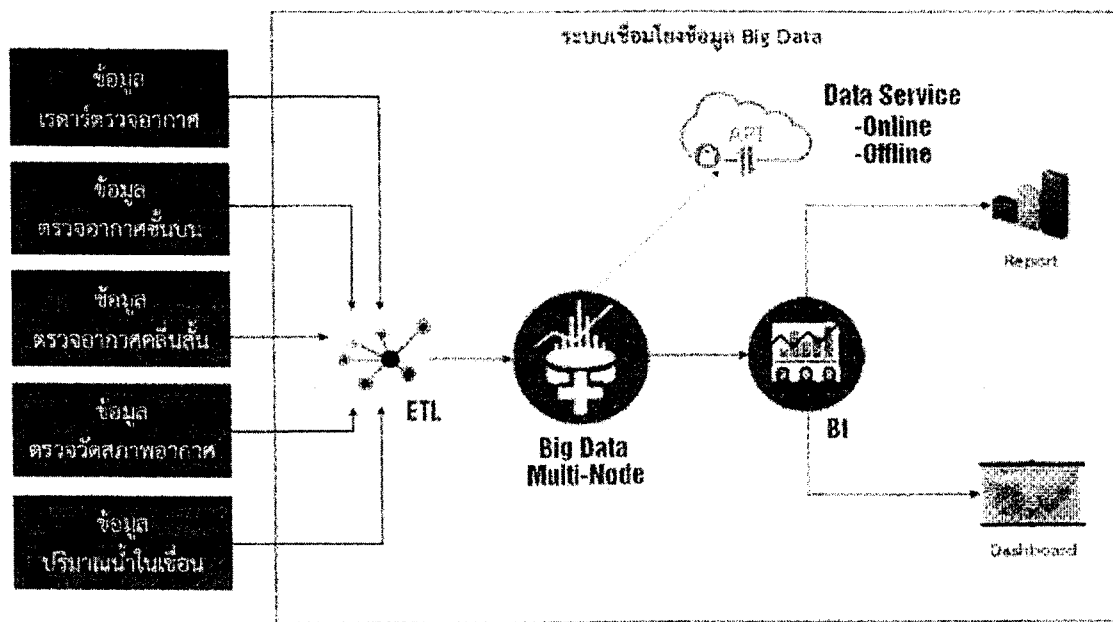 ระบบเชื่อมโยงข้อมูล Big Data
ข้อมูล
เรดาร์ตรวจอากาศ
ข้อมูล
ตรวจอากาศชั้นบน
ข้อมูล
ตรวจอากาศคลื่นสั้น
ข้อมูล
ตรวจวัดสภาพอากาศ
ข้อมูล
ปริมาณน้ำในเขื่อน
ETL
Big Data
Multi-Node
API
Data Service
-Online
-Offline
BI
Report
Dashboard